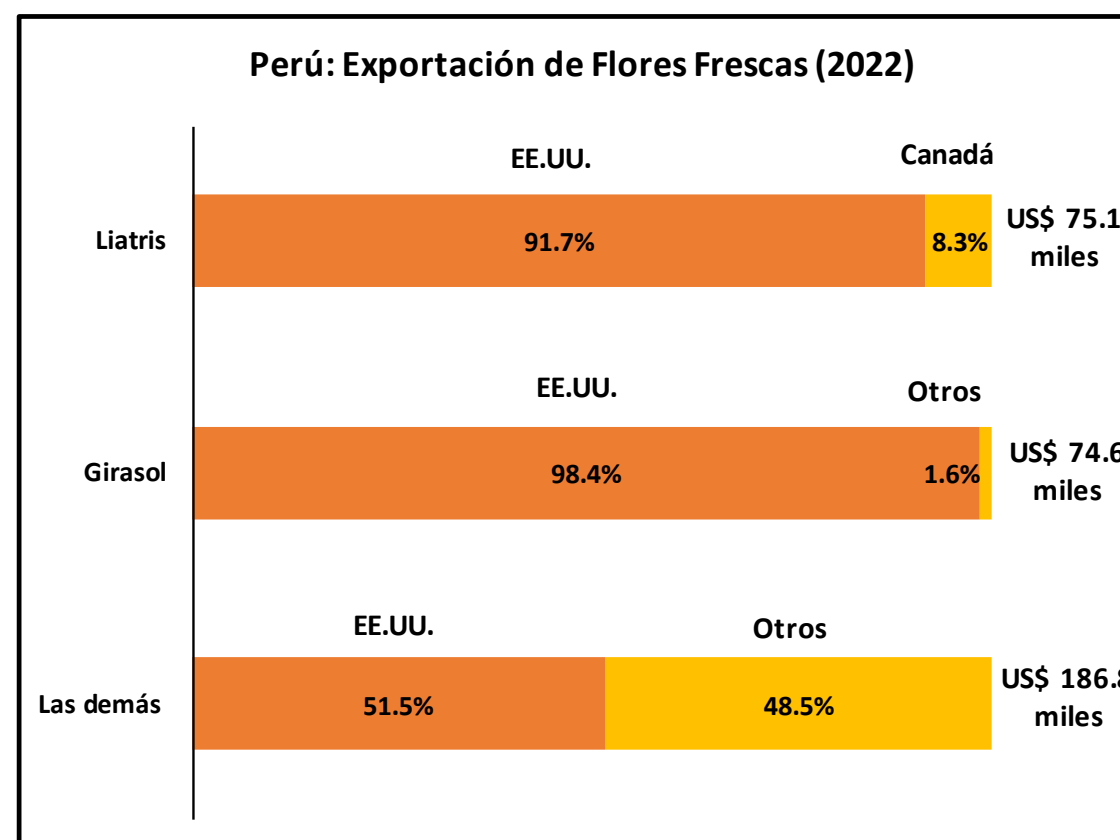 Perú: Exportación de Flores Frescas (2022)
EE.UU.
Canadá
Liatris
91.7%
8.3%
US$ 75.1
miles
EE.UU.
Otros
Girasol
98.4%
1.6%
US$ 74.6
miles
EE.UU.
Otros
Las demás
51.5%
48.5%
US$ 186.8
miles